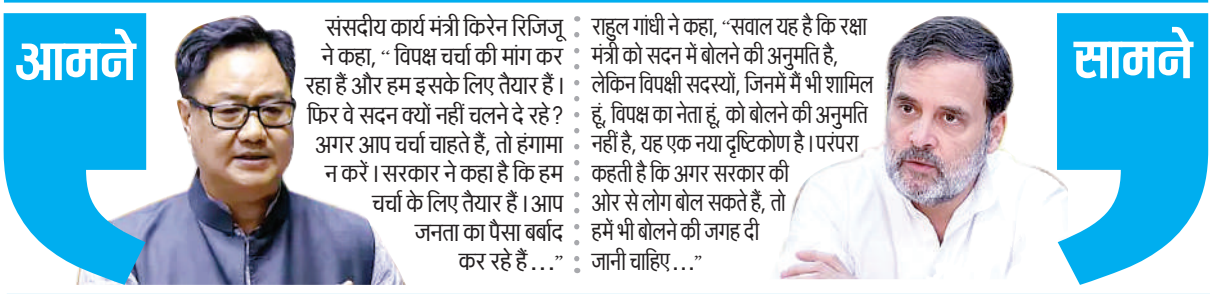 आमने
संसदीय कार्य मंत्री किरेन रिजिजू
ने कहा, “ विपक्ष चर्चा की मांग कर
रहा हैं और हम इसके लिए तैयार हैं।
फिर वे सदन क्यों नहीं चलने दे रहे?
अगर आप चर्चा चाहते हैं, तो हंगामा
न करें। सरकार ने कहा है कि हम
चर्चा के लिए तैयार हैं। आप
जनता का पैसा बर्बाद
कर रहे हैं...”
राहुल गांधी ने कहा, “सवाल यह है कि रक्षा
मंत्री को सदन में बोलने की अनुमति है,
लेकिन विपक्षी सदस्यों, जिनमें मैं भी शामिल
हूं, विपक्ष का नेता हूं, को बोलने की अनुमति
नहीं है, यह एक नया दृष्टिकोण है। परंपरा
कहती है कि अगर सरकार की
ओर से लोग बोल सकते हैं, तो
हमें भी बोलने की जगह दी
जानी चाहिए...”
सामने